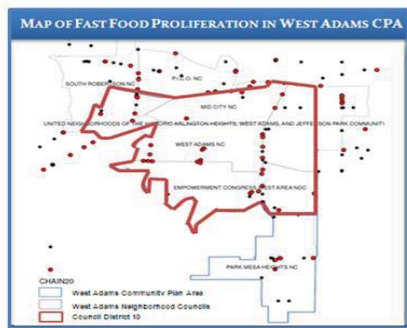 MAP OF FAST FOOD PROLIFERATION IN WEST ADAMS CPA
P.I.C.O. NC
SOUTH ROBERTSON NC
MID CITY NC
UNITED NEIGHBORHOODS OF THE HISTORIC ARLINGTON HEIGHTS, WEST ADAMS, AND JEFFERSON PARK COMMUNITY
WEST ADAMS NC
EMPOWERMENT CONGRESS WEST AREA NDC
PARK MESA HEIGHTS NC
CHAIN20
West Adams Community Plan Area
West Adams Neighborhood Councils
Council District 10